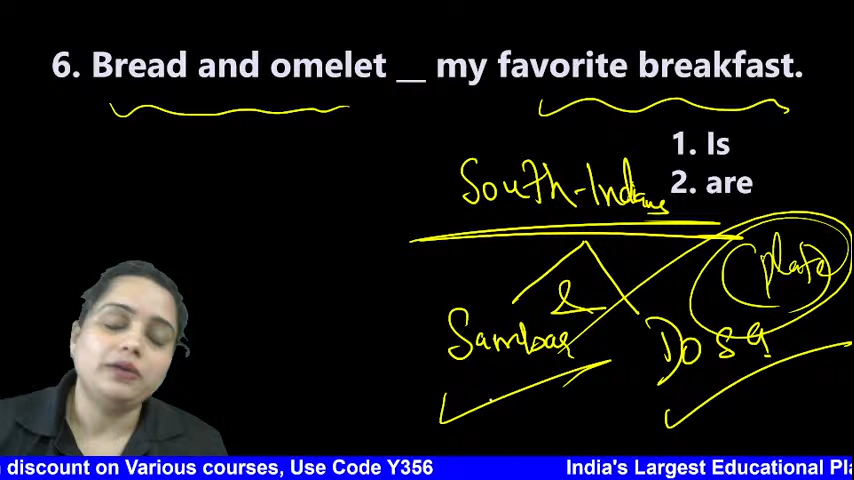 6. Bread and omelet __ my favorite breakfast.
1. Is
2. are
South-Indians
&
Sambar
Dosa
plate
discount on Various courses, Use Code Y356
India's Largest Educational Pla